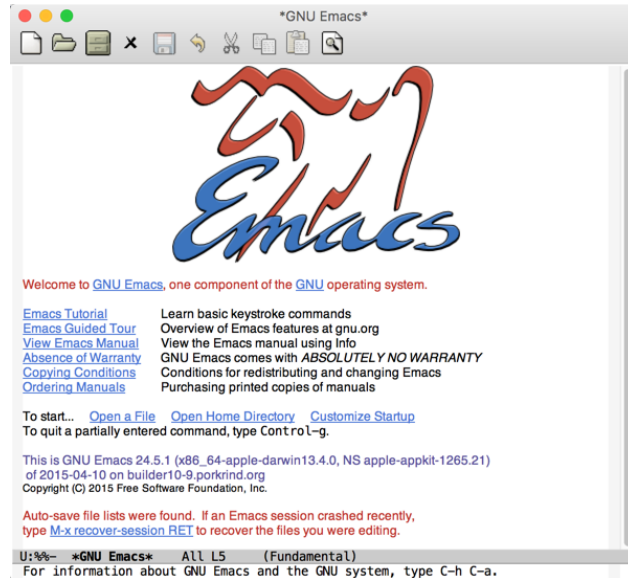 *GNU Emacs*
Emacs
Welcome to GNU Emacs, one component of the GNU operating system.
Emacs Tutorial Learn basic keystroke commands
Emacs Guided Tour Overview of Emacs features at gnu.org
View Emacs Manual View the Emacs manual using Info
Absence of Warranty GNU Emacs comes with ABSOLUTELY NO WARRANTY
Copying Conditions Conditions for redistributing and changing Emacs
Ordering Manuals Purchasing printed copies of manuals
To start... Open a File Open Home Directory Customize Startup
To quit a partially entered command, type Control-g.
This is GNU Emacs 24.5.1 (x86_64-apple-darwin13.4.0, NS apple-appkit-1265.21)
of 2015-04-10 on builder10-9.porkrind.org
Copyright (C) 2015 Free Software Foundation, Inc.
Auto-save file lists were found. If an Emacs session crashed recently,
type M-x recover-session RET to recover the files you were editing.
U:%%- *GNU Emacs* All L5 (Fundamental)
For information about GNU Emacs and the GNU system, type C-h C-a.